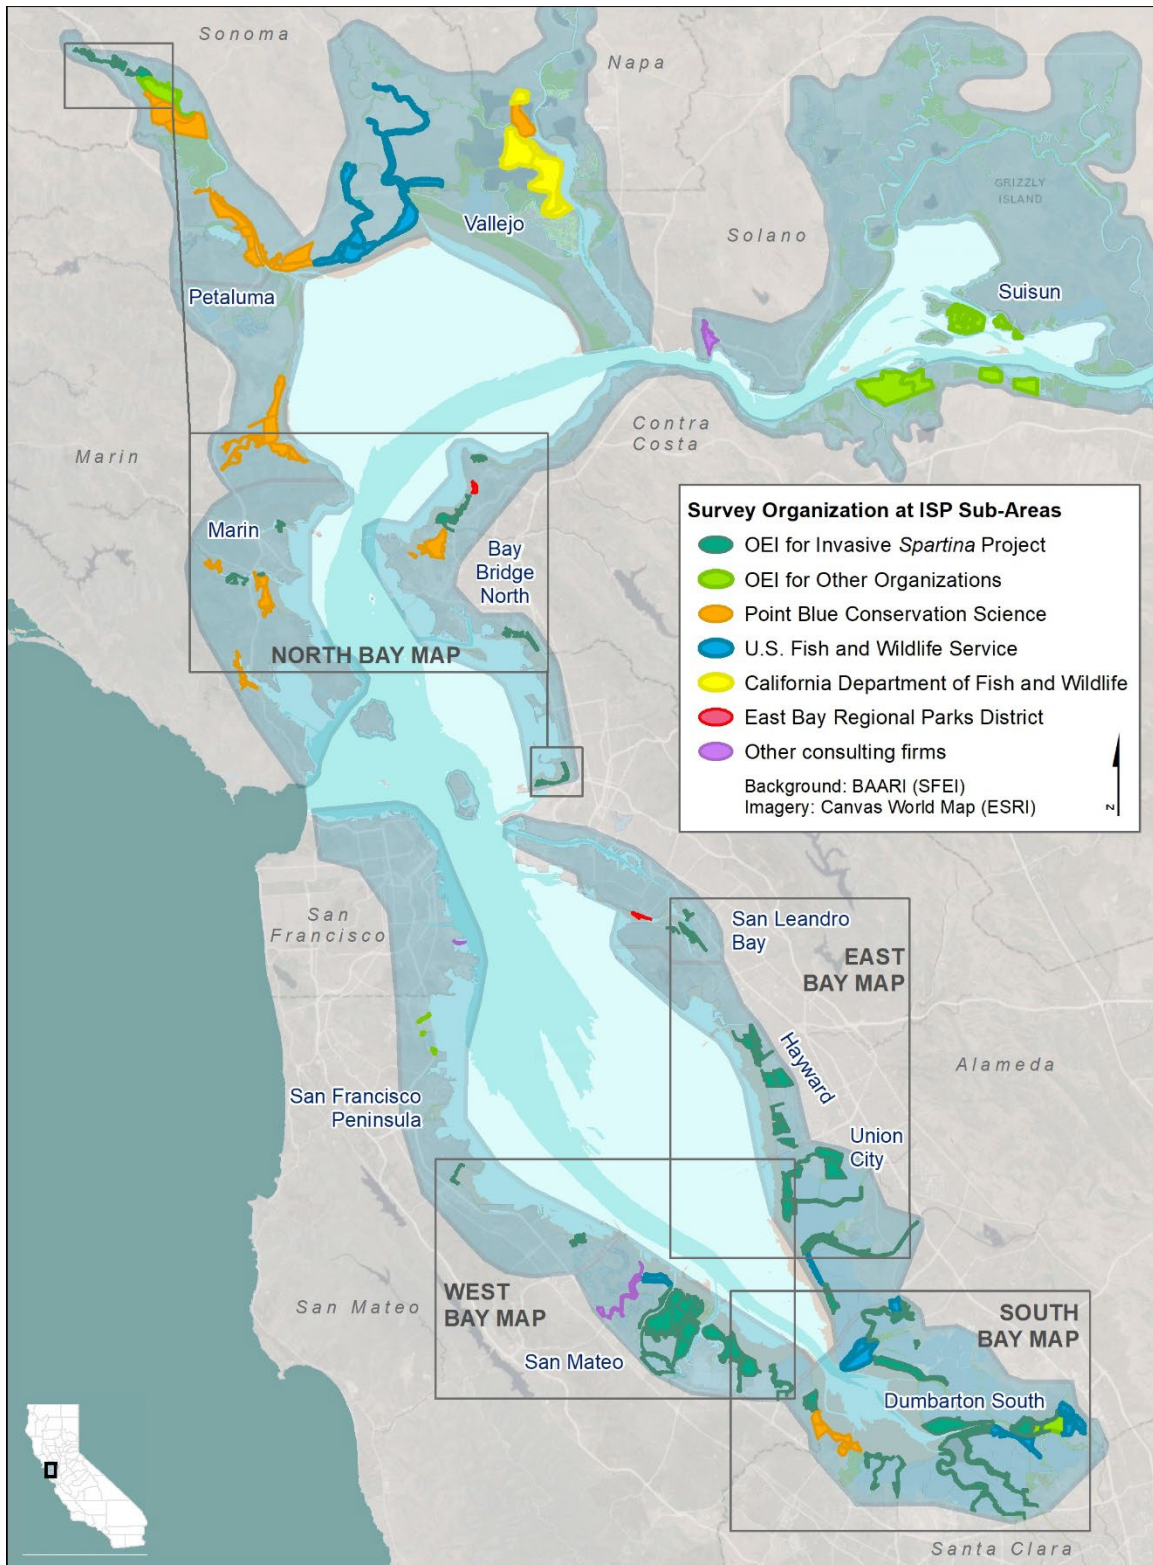 Sonoma
Napa
GRIZZLY
ISLAND
Vallejo
Solano
Suisun
Petaluma
Contra
Costa
Marin
Marin
Bay
Bridge
North
NORTH BAY MAP
Survey Organization at ISP Sub-Areas
OEI for Invasive Spartina Project
OEI for Other Organizations
Point Blue Conservation Science
U.S. Fish and Wildlife Service
California Department of Fish and Wildlife
East Bay Regional Parks District
Other consulting firms
Background: BAARI (SFEI)
Imagery: Canvas World Map (ESRI)
N
San
Francisco
San Leandro
Bay
EAST
BAY MAP
Hayward
Alameda
San Francisco
Peninsula
Union
City
WEST
BAY MAP
San Mateo
San Mateo
SOUTH
BAY MAP
Dumbarton South
Santa Clara